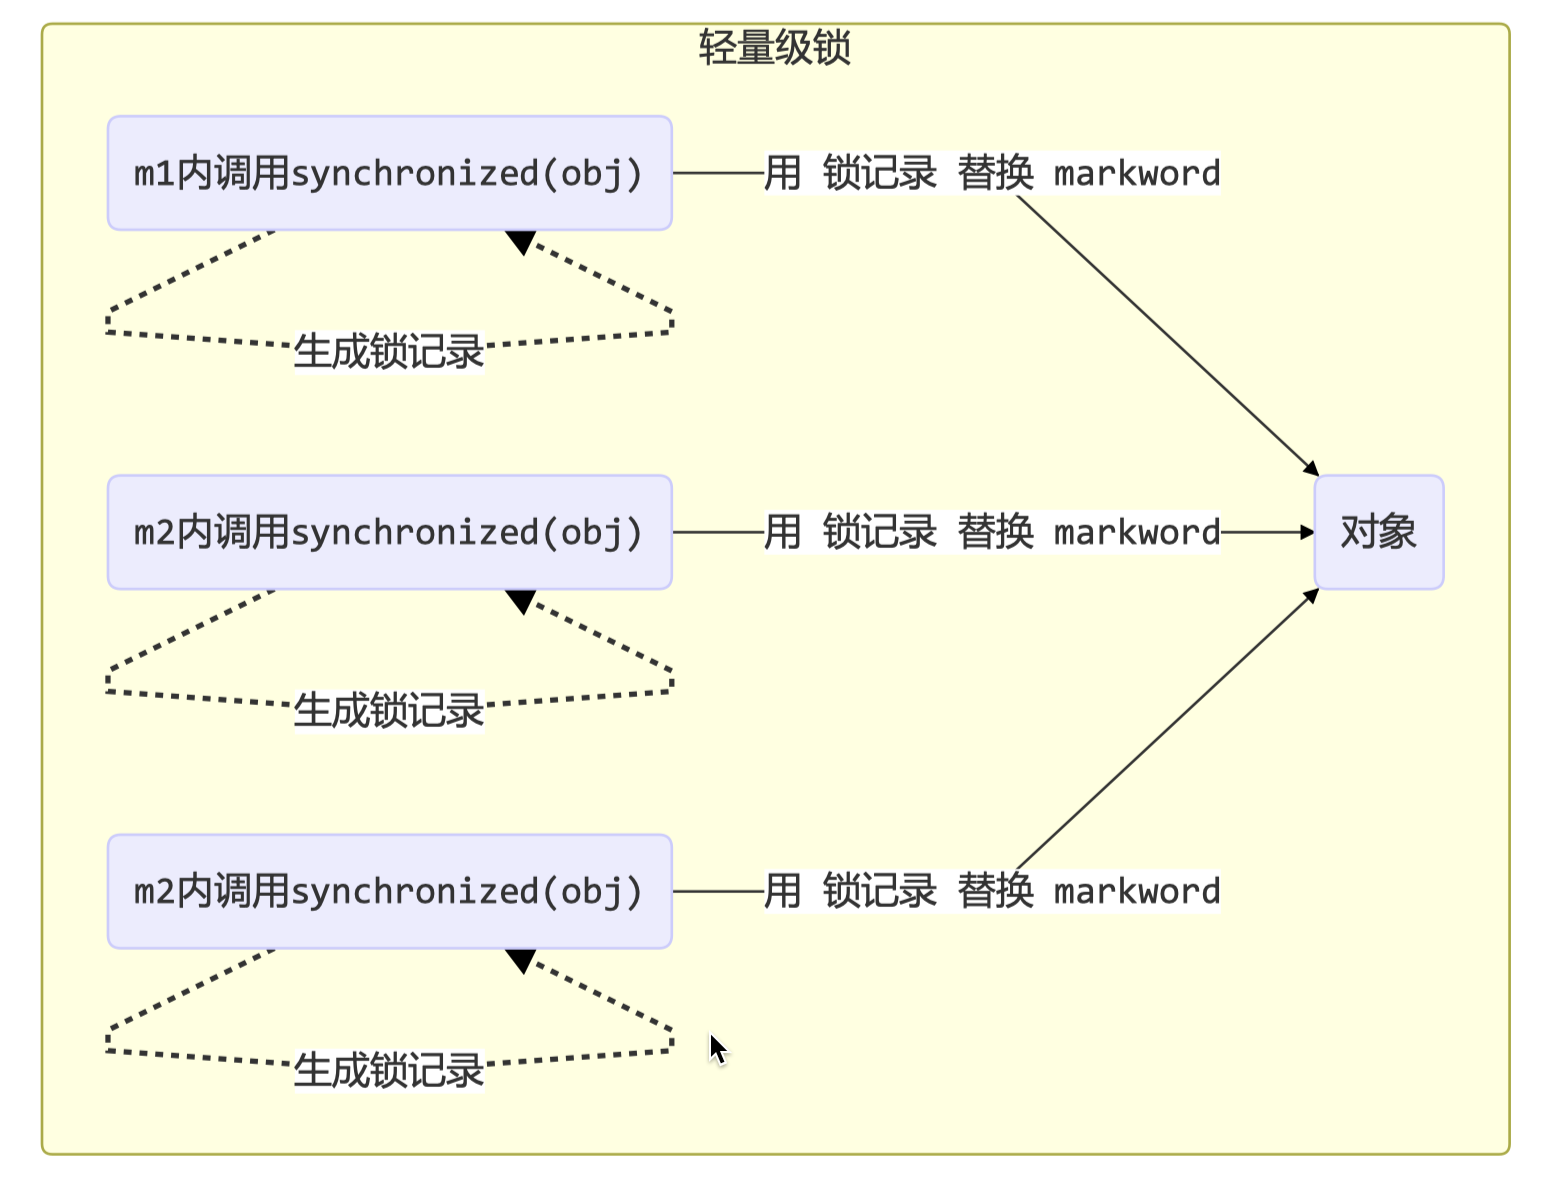 轻量级锁
m1内调用synchronized(obj)
用 锁记录 替换 markword
生成锁记录
m2内调用synchronized(obj)
用 锁记录 替换 markword
对象
生成锁记录
m2内调用synchronized(obj)
用 锁记录 替换 markword
生成锁记录